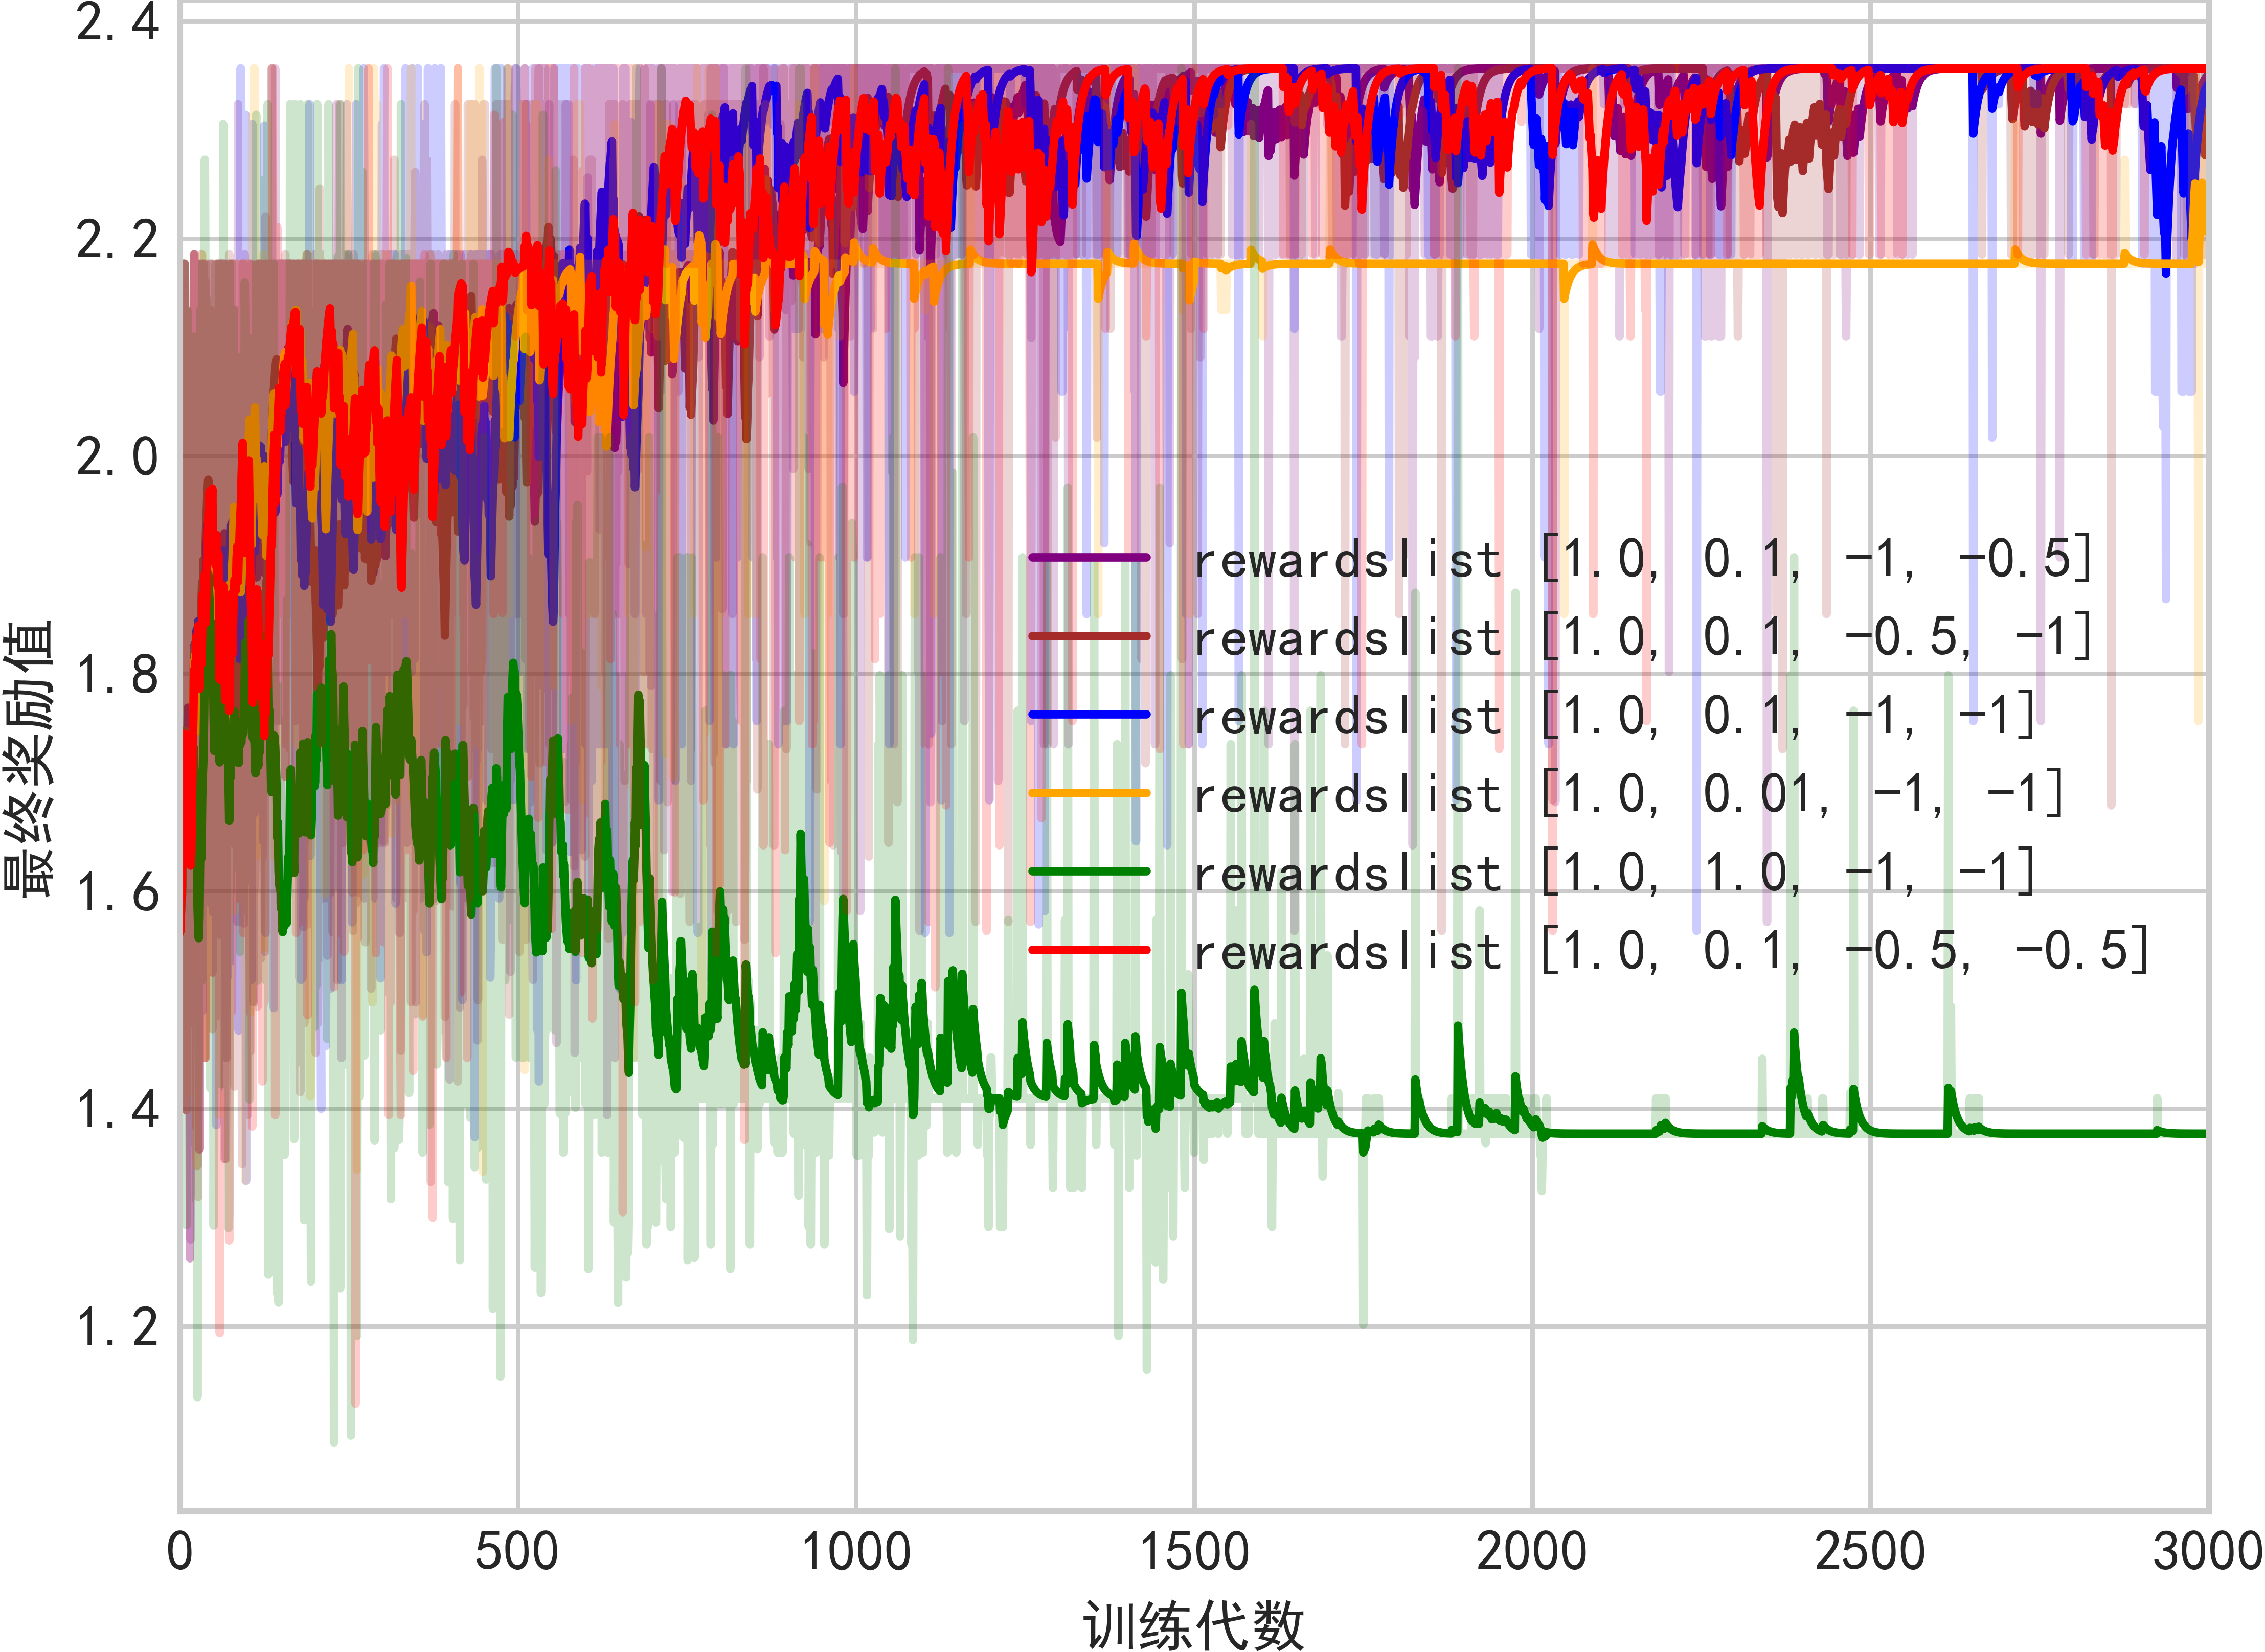 2.4
2.2
2.0
1.8
1.6
1.4
1.2
最终奖励值
rewardslist [1.0, 0.1, -1, -0.5]
rewardslist [1.0, 0.1, -0.5, -1]
rewardslist [1.0, 0.1, -1, -1]
rewardslist [1.0, 0.01, -1, -1]
rewardslist [1.0, 1.0, -1, -1]
rewardslist [1.0, 0.1, -0.5, -0.5]
0 500 1000 1500 2000 2500 3000
训练代数